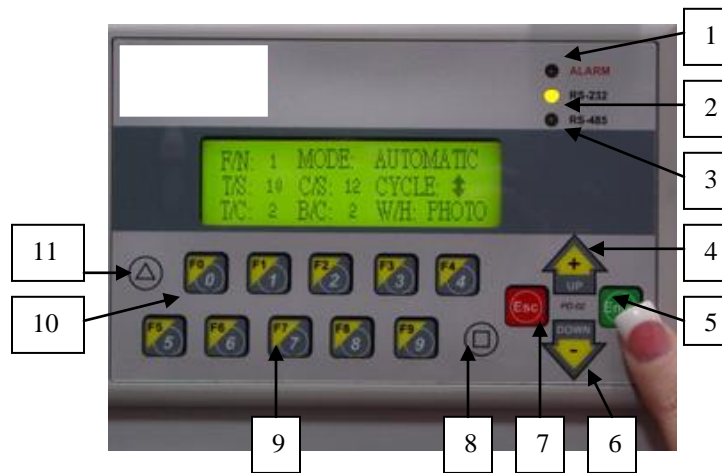 1
ALARM
RS-232
2
RS-485
3
F/N: 1 MODE: AUTOMATIC
T/S: 10 C/S: 12 CYCLE: ⇕
T/C: 2 B/C: 2 W/H: PHOTO
4
11
F0 0 F1 1 F2 2 F3 3 F4 4
+
UP
10
Esc PD-02
5
F5 5 F6 6 F7 7 F8 8 F9 9
DOWN
-
9 8 7 6